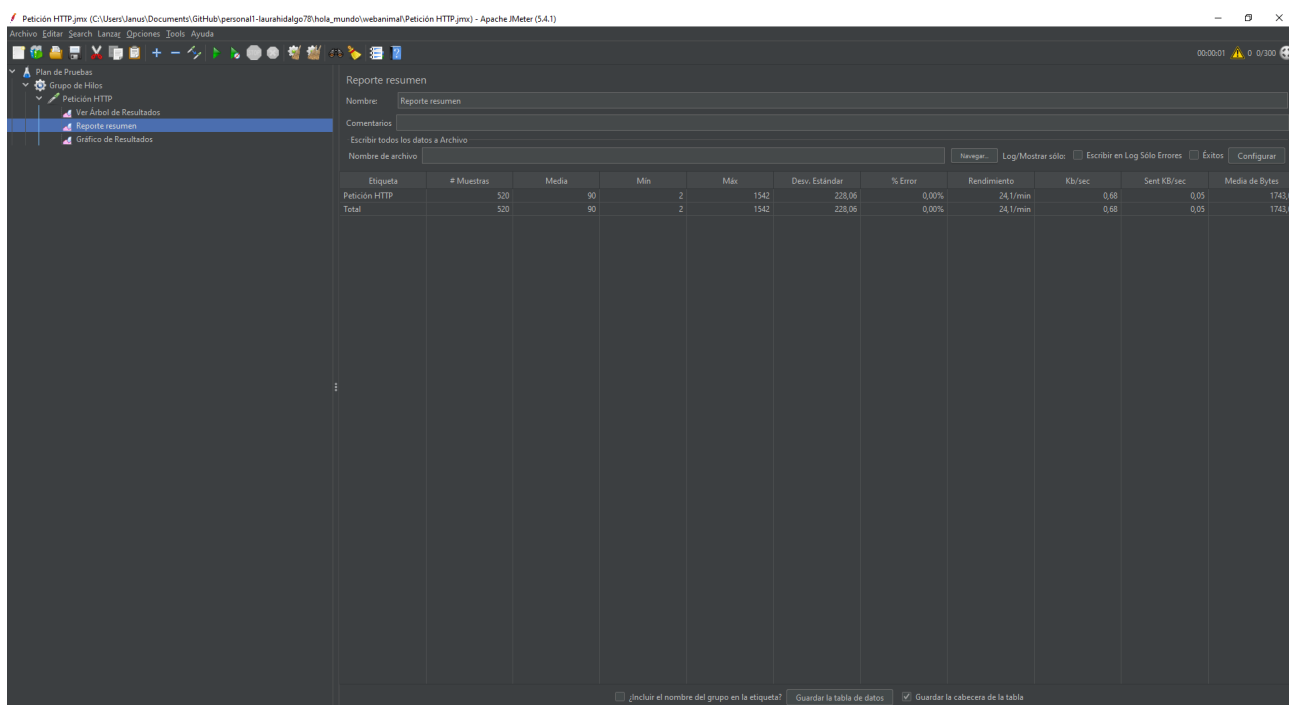 Petición HTTP.jmx (C:\Users\Janus\Documents\GitHub\personal1-laurahidalgo78\hola_mundo\webanimal\Petición HTTP.jmx) - Apache JMeter (5.4.1)
Archivo Editar Search Lanzar Opciones Tools Ayuda
00:00:01 0 0/300
Plan de Pruebas
Grupo de Hilos
Petición HTTP
Ver Árbol de Resultados
Reporte resumen
Gráfico de Resultados
Reporte resumen
Nombre: Reporte resumen
Comentarios
Escribir todos los datos a Archivo
Nombre de archivo Navegar... Log/Mostrar sólo: Escribir en Log Sólo Errores Éxitos Configurar
Etiqueta # Muestras Media Mín Máx Desv. Estándar % Error Rendimiento Kb/sec Sent KB/sec Media de Bytes
Petición HTTP 520 90 2 1542 228,06 0,00% 24,1/min 0,68 0,05 1743,
Total 520 90 2 1542 228,06 0,00% 24,1/min 0,68 0,05 1743,
¿Incluir el nombre del grupo en la etiqueta? Guardar la tabla de datos Guardar la cabecera de la tabla